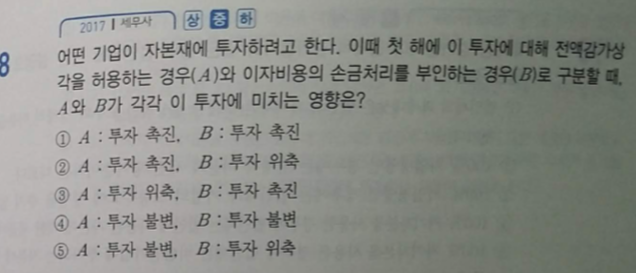 2017 | 세무사 상 중 하
8
어떤 기업이 자본재에 투자하려고 한다. 이때 첫 해에 이 투자에 대해 전액감가상
각을 허용하는 경우(A)와 이자비용의 손금처리를 부인하는 경우(B)로 구분할 때,
A와 B가 각각 이 투자에 미치는 영향은?
① A : 투자 촉진, B : 투자 촉진
② A : 투자 촉진, B : 투자 위축
③ A : 투자 위축, B : 투자 촉진
④ A : 투자 불변, B : 투자 불변
⑤ A : 투자 불변, B : 투자 위축